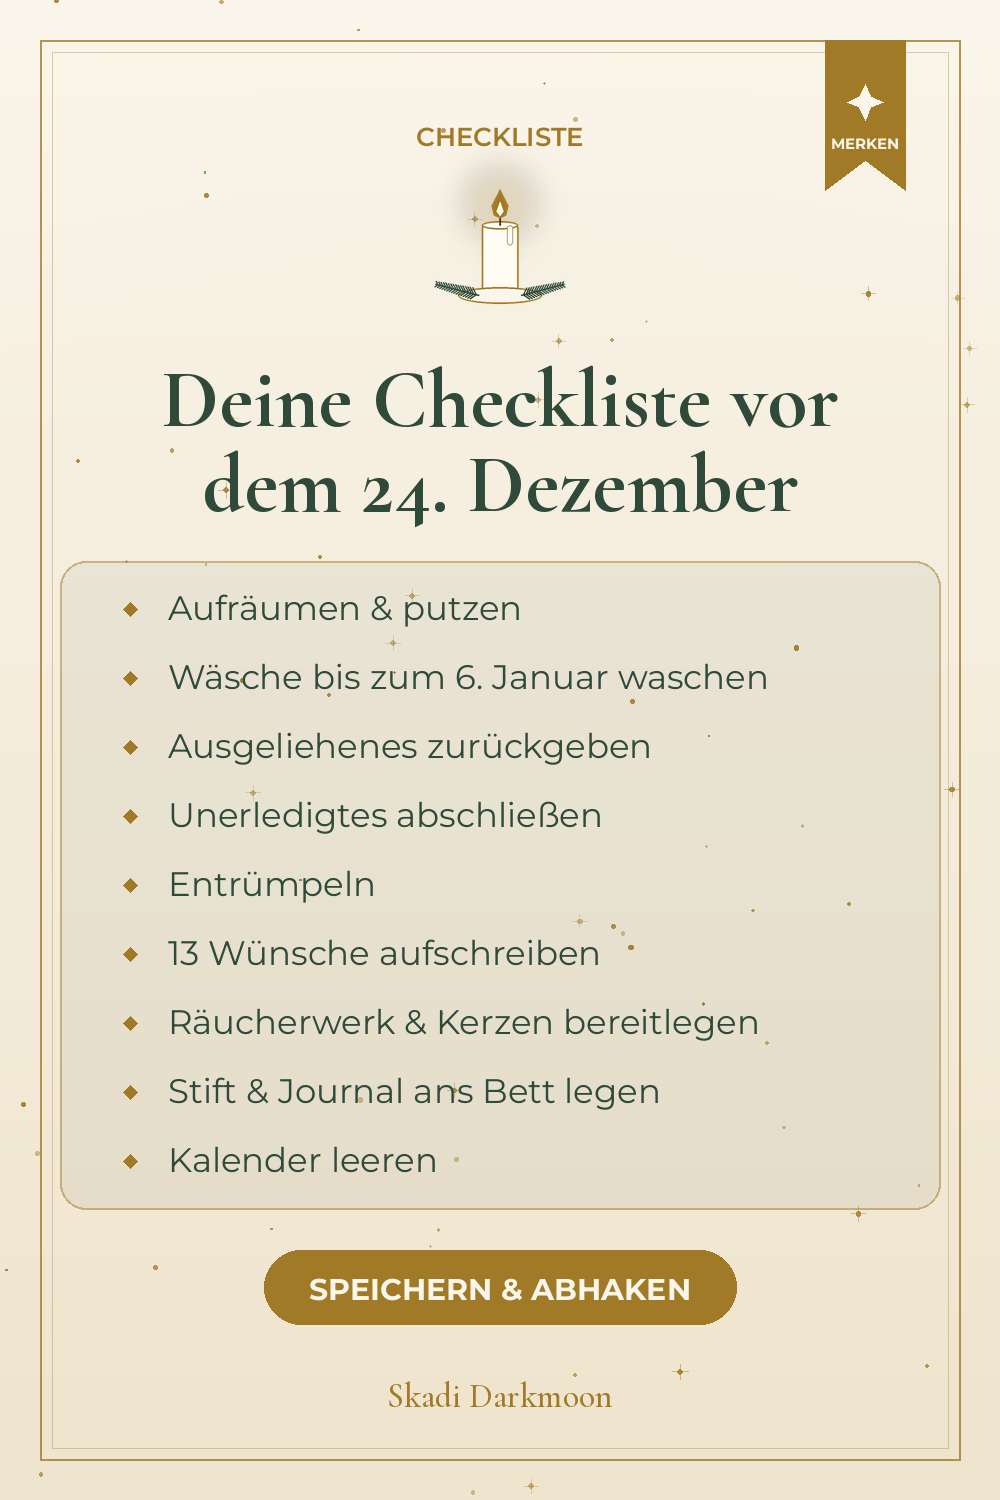 MERKEN
CHECKLISTE
Deine Checkliste vor
dem 24. Dezember
Aufräumen & putzen
Wäsche bis zum 6. Januar waschen
Ausgeliehenes zurückgeben
Unerledigtes abschließen
Entrümpeln
13 Wünsche aufschreiben
Räucherwerk & Kerzen bereitlegen
Stift & Journal ans Bett legen
Kalender leeren
SPEICHERN & ABHAKEN
Skadi Darkmoon